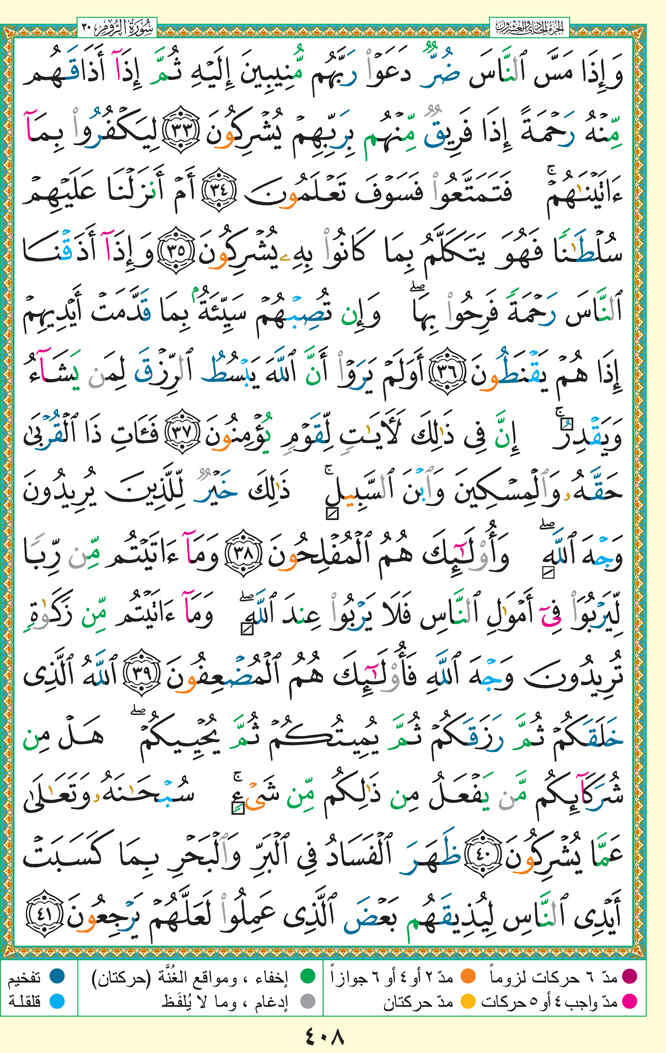 سُورَةُ الرُّومِ ٣٠
الجزء الحادي والعشرون
وَإِذَا مَسَّ ٱلنَّاسَ ضُرٌّ دَعَوۡاْ رَبَّهُم مُّنِيبِينَ إِلَيۡهِ ثُمَّ إِذَآ أَذَاقَهُم
مِّنۡهُ رَحۡمَةً إِذَا فَرِيقٌ مِّنۡهُم بِرَبِّهِمۡ يُشۡرِكُونَ ﴿٣٣﴾ لِيَكۡفُرُواْ بِمَآ
ءَاتَيۡنَٰهُمۡۚ فَتَمَتَّعُواْ فَسَوۡفَ تَعۡلَمُونَ ﴿٣٤﴾ أَمۡ أَنزَلۡنَا عَلَيۡهِمۡ
سُلۡطَٰنًا فَهُوَ يَتَكَلَّمُ بِمَا كَانُواْ بِهِۦ يُشۡرِكُونَ ﴿٣٥﴾ وَإِذَآ أَذَقۡنَا
ٱلنَّاسَ رَحۡمَةً فَرِحُواْ بِهَاۖ وَإِن تُصِبۡهُمۡ سَيِّئَةُۢ بِمَا قَدَّمَتۡ أَيۡدِيهِمۡ
إِذَا هُمۡ يَقۡنَطُونَ ﴿٣٦﴾ أَوَلَمۡ يَرَوۡاْ أَنَّ ٱللَّهَ يَبۡسُطُ ٱلرِّزۡقَ لِمَن يَشَآءُ
وَيَقۡدِرُۚ إِنَّ فِي ذَٰلِكَ لَأٓيَٰتٍ لِّقَوۡمٍ يُؤۡمِنُونَ ﴿٣٧﴾ فَـَٔاتِ ذَا ٱلۡقُرۡبَىٰ
حَقَّهُۥ وَٱلۡمِسۡكِينَ وَٱبۡنَ ٱلسَّبِيلِۚ ذَٰلِكَ خَيۡرٌ لِّلَّذِينَ يُرِيدُونَ
وَجۡهَ ٱللَّهِۖ وَأُوْلَٰٓئِكَ هُمُ ٱلۡمُفۡلِحُونَ ﴿٣٨﴾ وَمَآ ءَاتَيۡتُم مِّن رِّبًا
لِّيَرۡبُوَاْ فِيٓ أَمۡوَٰلِ ٱلنَّاسِ فَلَا يَرۡبُواْ عِندَ ٱللَّهِۖ وَمَآ ءَاتَيۡتُم مِّن زَكَوٰةٍ
تُرِيدُونَ وَجۡهَ ٱللَّهِ فَأُوْلَٰٓئِكَ هُمُ ٱلۡمُضۡعِفُونَ ﴿٣٩﴾ ٱللَّهُ ٱلَّذِي
خَلَقَكُمۡ ثُمَّ رَزَقَكُمۡ ثُمَّ يُمِيتُكُمۡ ثُمَّ يُحۡيِيكُمۡۖ هَلۡ مِن
شُرَكَآئِكُم مَّن يَفۡعَلُ مِن ذَٰلِكُم مِّن شَيۡءٍۚ سُبۡحَٰنَهُۥ وَتَعَٰلَىٰ
عَمَّا يُشۡرِكُونَ ﴿٤٠﴾ ظَهَرَ ٱلۡفَسَادُ فِي ٱلۡبَرِّ وَٱلۡبَحۡرِ بِمَا كَسَبَتۡ
أَيۡدِي ٱلنَّاسِ لِيُذِيقَهُم بَعۡضَ ٱلَّذِي عَمِلُواْ لَعَلَّهُمۡ يَرۡجِعُونَ ﴿٤١﴾
مدّ ٦ حركات لزوماً مدّ ٢ أو ٤ أو ٦ جوازاً إخفاء ، ومواقع الغُنَّة (حركتان) تفخيم
مدّ واجب ٤ أو ٥ حركات مدّ حركتان إدغام ، وما لا يُلفَظ قلقلة
٤٠٨